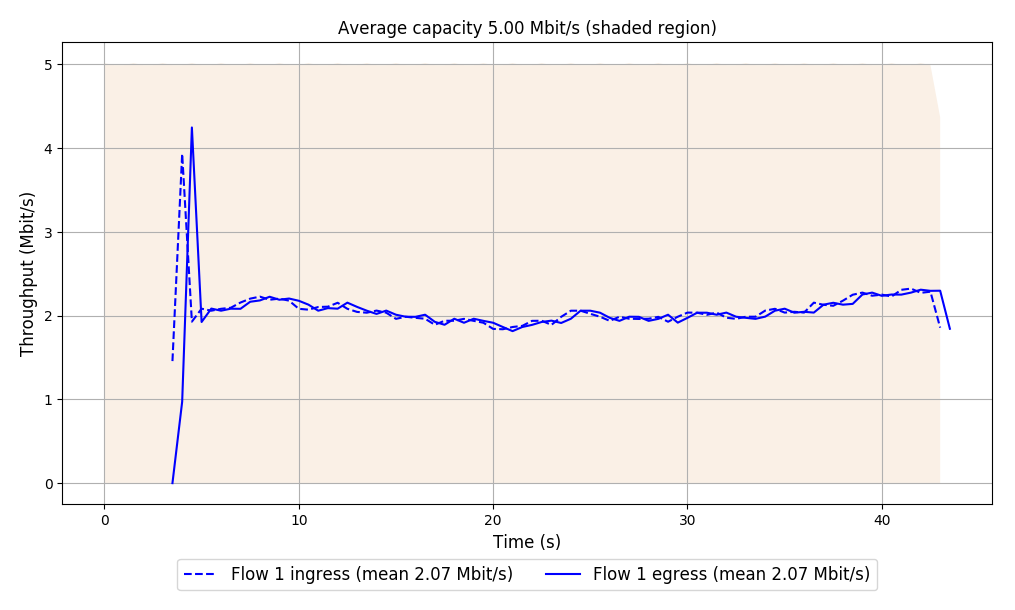 Average capacity 5.00 Mbit/s (shaded region)
Throughput (Mbit/s)
5
4
3
2
1
0
0 10 20 30 40
Time (s)
Flow 1 ingress (mean 2.07 Mbit/s) Flow 1 egress (mean 2.07 Mbit/s)